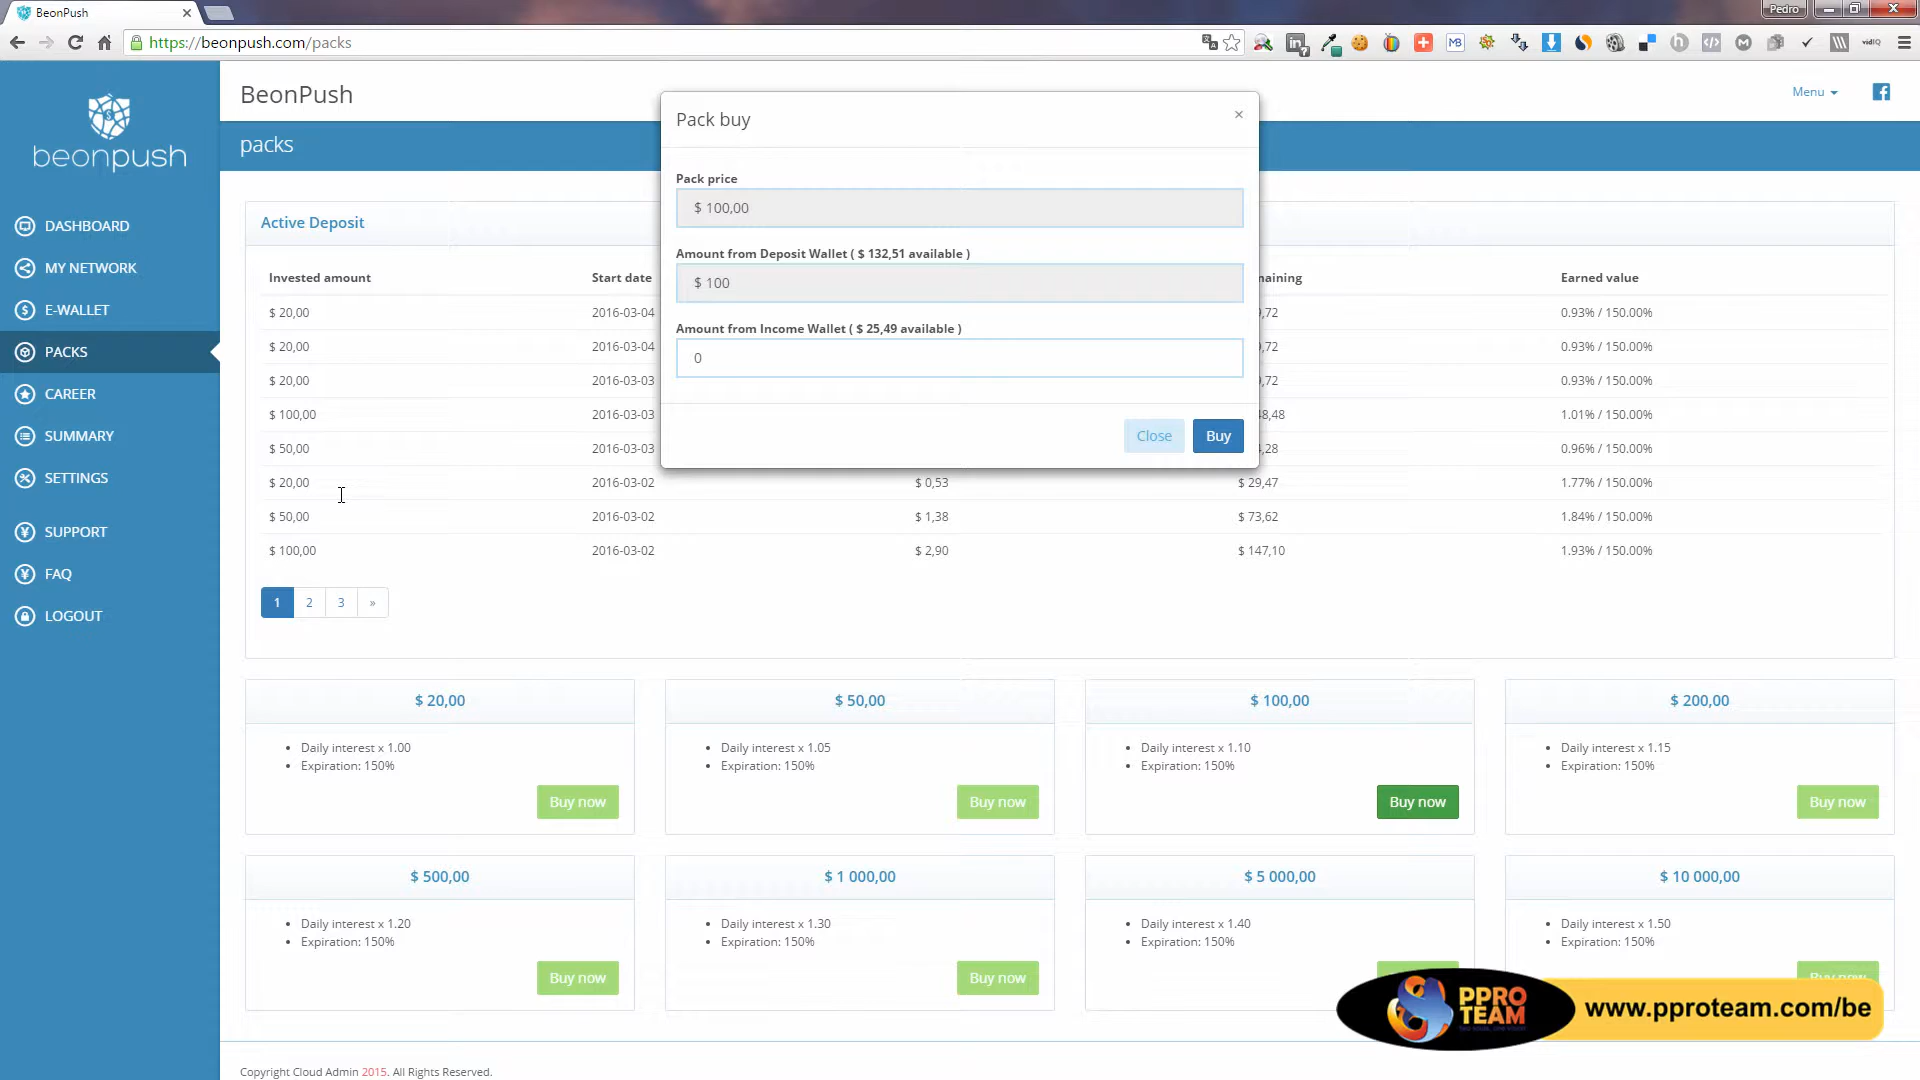 BeonPush
Pedro
https://beonpush.com/packs
beonpush
DASHBOARD
MY NETWORK
E-WALLET
PACKS
CAREER
SUMMARY
SETTINGS
SUPPORT
FAQ
LOGOUT
BeonPush
Menu
packs
Pack buy
×
Pack price
$ 100,00
Amount from Deposit Wallet ( $ 132,51 available )
$ 100
Amount from Income Wallet ( $ 25,49 available )
0
Close Buy
Active Deposit
Invested amount Start date Earned value
$ 20,00 2016-03-04 0.93% / 150.00%
$ 20,00 2016-03-04 0.93% / 150.00%
$ 20,00 2016-03-03 0.93% / 150.00%
$ 100,00 2016-03-03 1.01% / 150.00%
$ 50,00 2016-03-03 0.96% / 150.00%
$ 20,00 2016-03-02 $ 0,53 $ 29,47 1.77% / 150.00%
$ 50,00 2016-03-02 $ 1,38 $ 73,62 1.84% / 150.00%
$ 100,00 2016-03-02 $ 2,90 $ 147,10 1.93% / 150.00%
1 2 3 »
$ 20,00
Daily interest x 1.00
Expiration: 150%
Buy now
$ 50,00
Daily interest x 1.05
Expiration: 150%
Buy now
$ 100,00
Daily interest x 1.10
Expiration: 150%
Buy now
$ 200,00
Daily interest x 1.15
Expiration: 150%
Buy now
$ 500,00
Daily interest x 1.20
Expiration: 150%
Buy now
$ 1 000,00
Daily interest x 1.30
Expiration: 150%
Buy now
$ 5 000,00
Daily interest x 1.40
Expiration: 150%
$ 10 000,00
Daily interest x 1.50
Expiration: 150%
Buy now
PPRO
TEAM
www.pproteam.com/be
Copyright Cloud Admin 2015. All Rights Reserved.